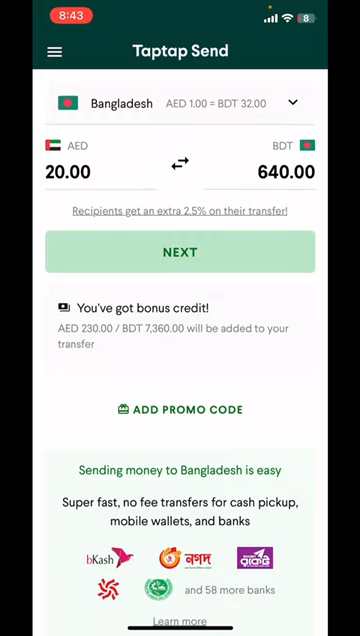 8:43
8
Taptap Send
Bangladesh AED 1.00 = BDT 32.00
AED BDT
20.00 640.00
Recipients get an extra 2.5% on their transfer!
NEXT
You've got bonus credit!
AED 230.00 / BDT 7,360.00 will be added to your
transfer
ADD PROMO CODE
Sending money to Bangladesh is easy
Super fast, no fee transfers for cash pickup,
mobile wallets, and banks
bKash নগদ রকেট
and 58 more banks
Learn more